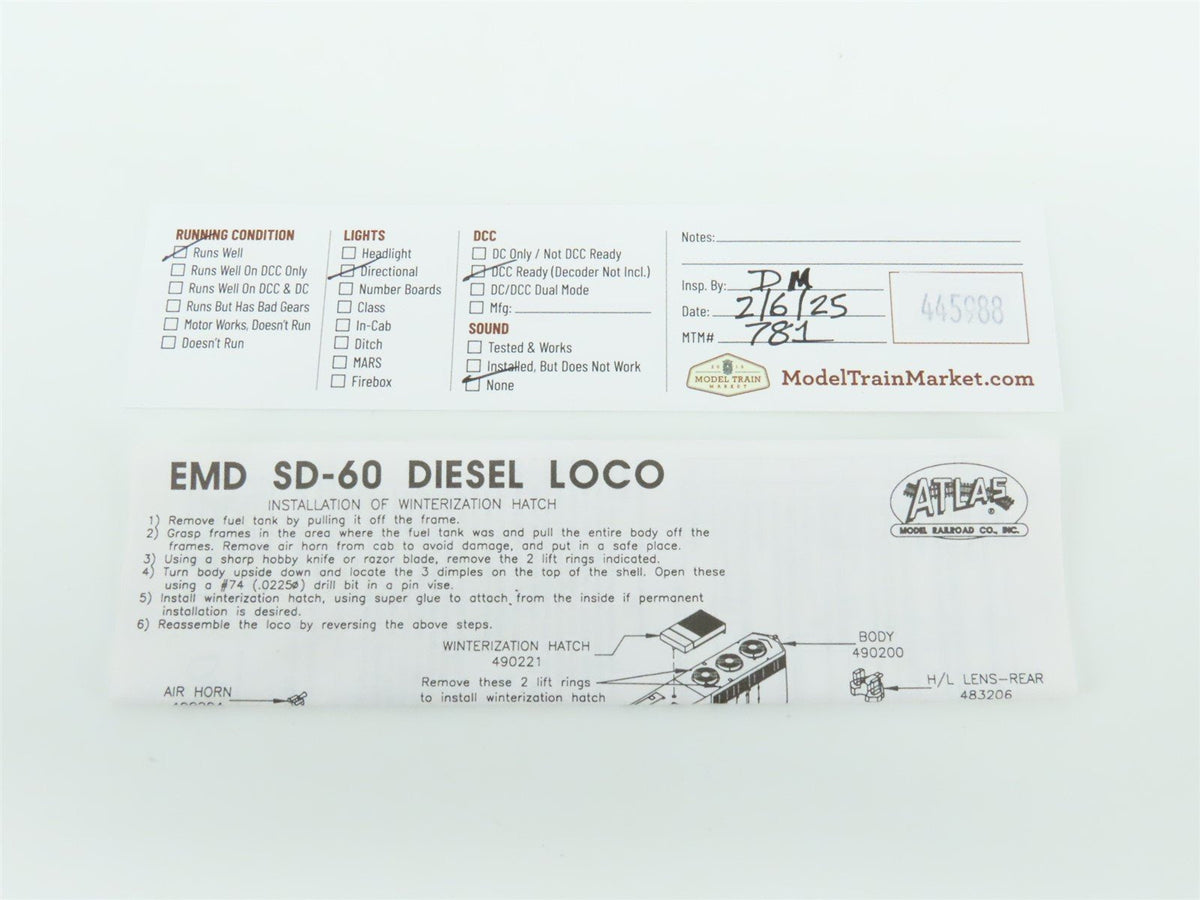 RUNNING CONDITION
Runs Well
Runs Well On DCC Only
Runs Well On DCC & DC
Runs But Has Bad Gears
Motor Works, Doesn't Run
Doesn't Run
LIGHTS
Headlight
Directional
Number Boards
Class
In-Cab
Ditch
MARS
Firebox
DCC
DC Only / Not DCC Ready
DCC Ready (Decoder Not Incl.)
DC/DCC Dual Mode
Mfg:
SOUND
Tested & Works
Installed, But Does Not Work
None
Notes:
Insp. By: DM
Date: 2/6/25
MTM# 781
445988
MODEL TRAIN
MARKET
ModelTrainMarket.com
EMD SD-60 DIESEL LOCO
INSTALLATION OF WINTERIZATION HATCH
1) Remove fuel tank by pulling it off the frame.
2) Grasp frames in the area where the fuel tank was and pull the entire body off the
frames. Remove air horn from cab to avoid damage, and put in a safe place.
3) Using a sharp hobby knife or razor blade, remove the 2 lift rings indicated.
4) Turn body upside down and locate the 3 dimples on the top of the shell. Open these
using a #74 (.0225ø) drill bit in a pin vise.
5) Install winterization hatch, using super glue to attach from the inside if permanent
installation is desired.
6) Reassemble the loco by reversing the above steps.
ATLAS
®
MODEL RAILROAD CO., INC.
WINTERIZATION HATCH
490221
BODY
490200
Remove these 2 lift rings
to install winterization hatch
H/L LENS-REAR
483206
AIR HORN